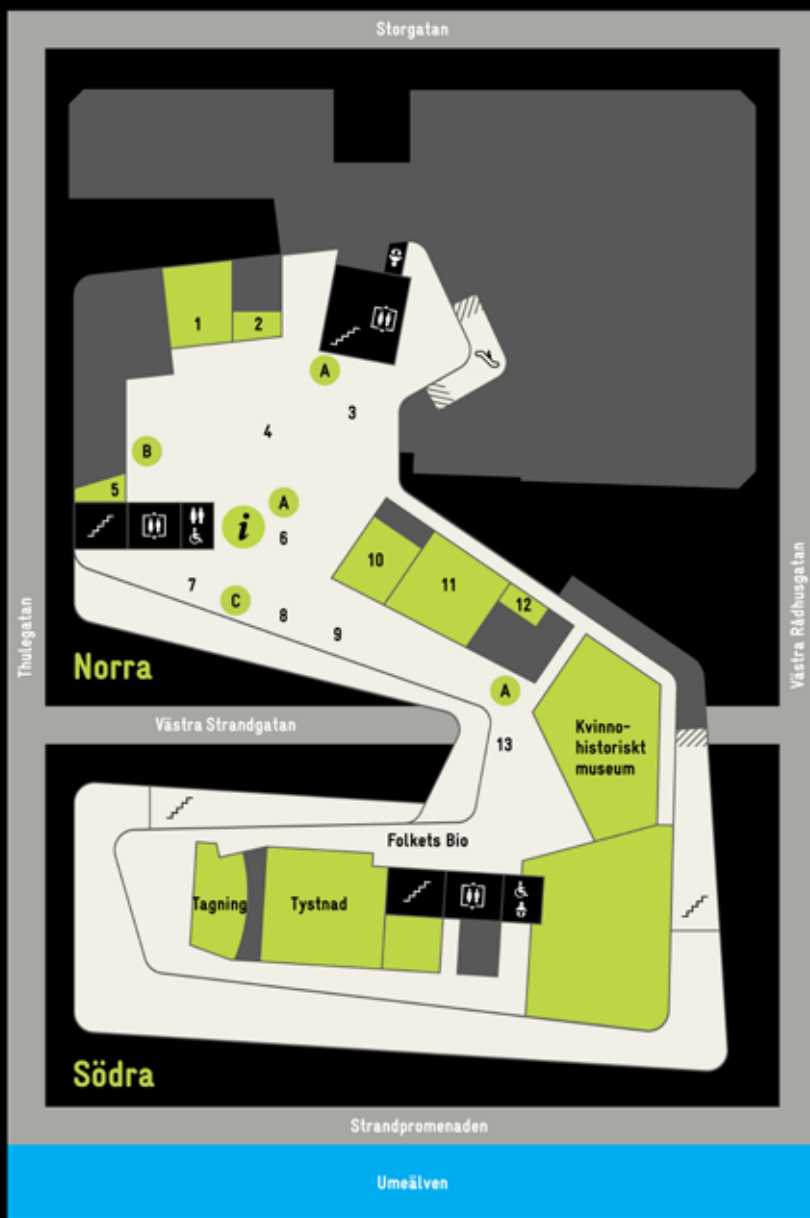 Storgatan
1
2
A
3
4
B
5
A
i
6
10
11
12
7
C
8
9
Thulegatan
Västra Rådhusgatan
Norra
A
Västra Strandgatan
13
Kvinno-
historiskt
museum
Folkets Bio
Tagning
Tystnad
Södra
Strandpromenaden
Umeälven